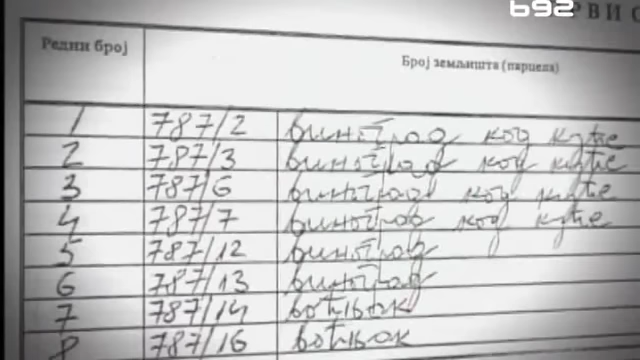 B92
РВИ
Редни број
Број земљишта (парцела)
1 787/2 виноград код куће
2 787/3 виноград код куће
3 787/6 виноград код куће
4 787/7 виноград код куће
5 787/12 виноград
6 787/13 виноград
7 787/14 воћњак
8 787/16 воћњак